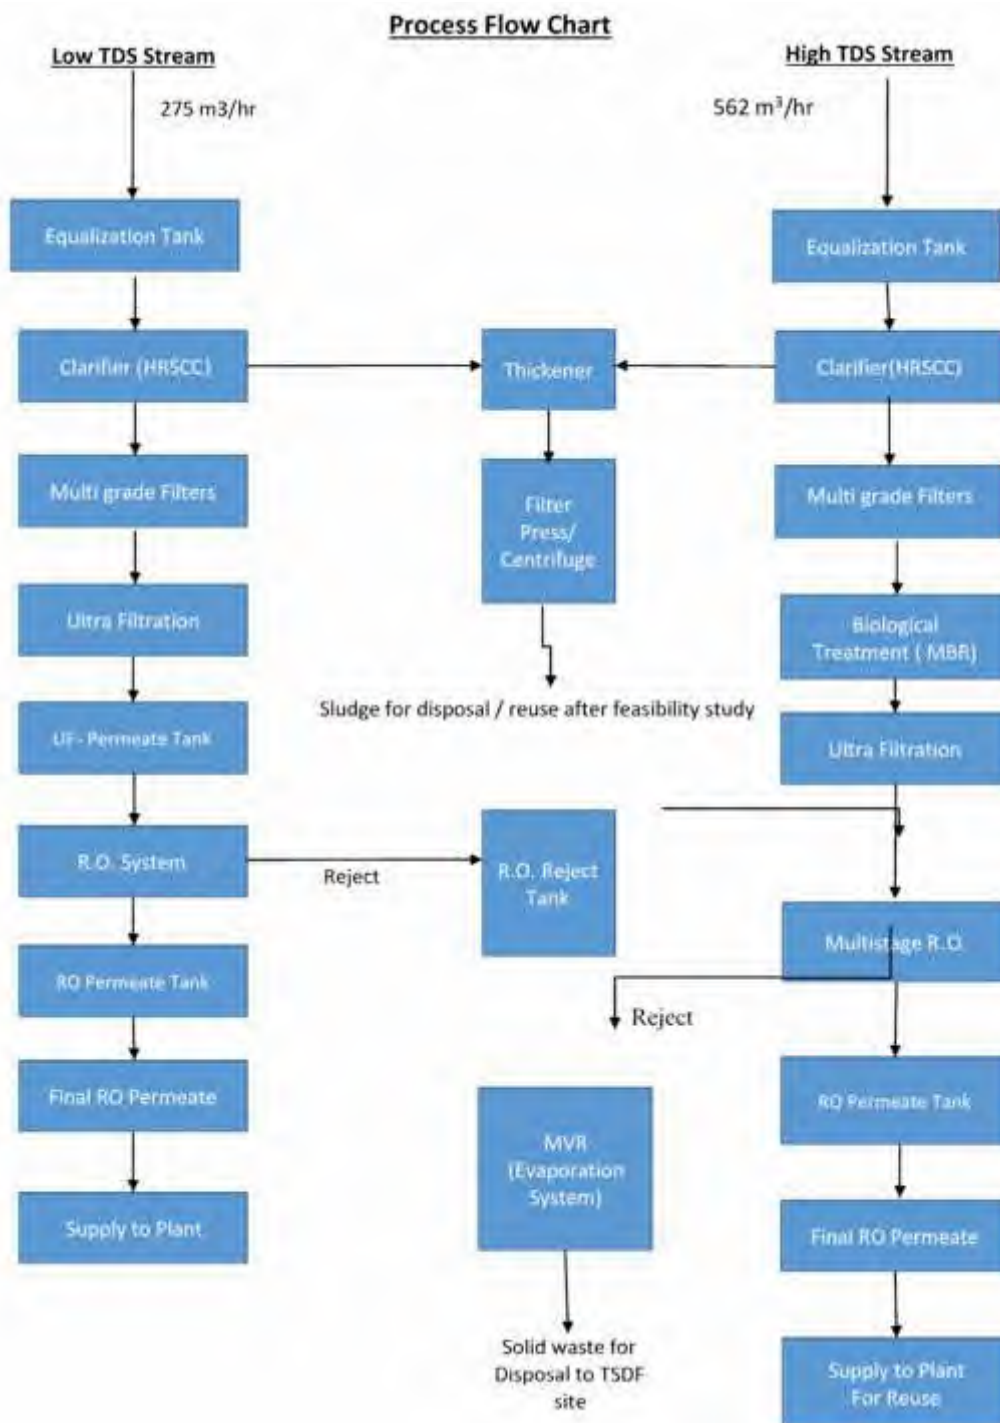 Process Flow Chart
Low TDS Stream
High TDS Stream
275 m3/hr
562 m³/hr
Equalization Tank
Equalization Tank
Clarifier (HRSCC)
Thickener
Clarifier(HRSCC)
Multi grade Filters
Filter
Press/
Centrifuge
Multi grade Filters
Ultra Filtration
Biological
Treatment ( MBR)
Sludge for disposal / reuse after feasibility study
UF - Permeate Tank
Ultra Filtration
R.O. System
Reject
R.O. Reject
Tank
Multistage R.O.
RO Permeate Tank
Reject
Final RO Permeate
RO Permeate Tank
MVR
(Evaporation
System)
Supply to Plant
Final RO Permeate
Solid waste for
Disposal to TSDF
site
Supply to Plant
For Reuse